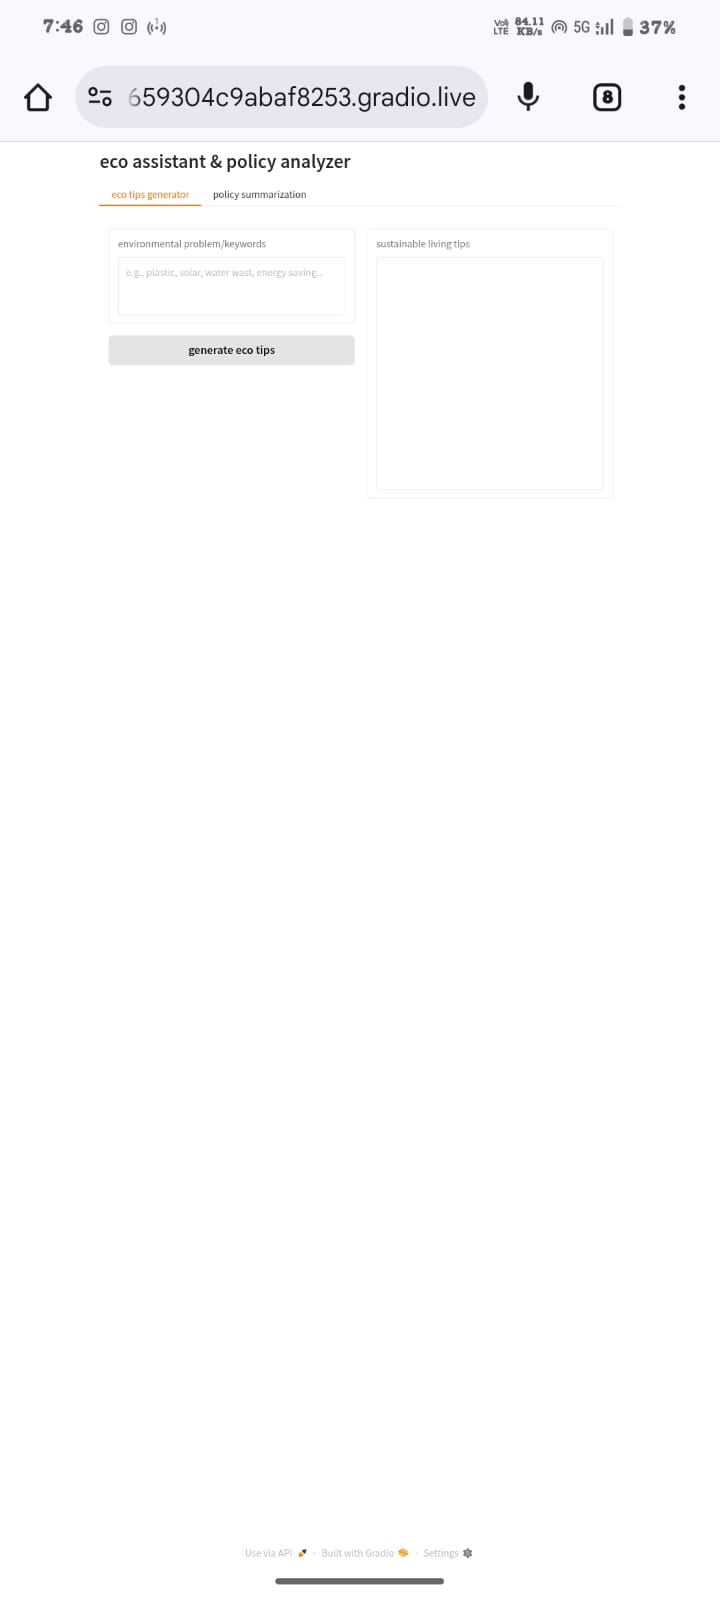 7:46 Vo) LTE 84.11 KB/s 5G 37%
659304c9abaf8253.gradio.live 8
eco assistant & policy analyzer
eco tips generator policy summarization
environmental problem/keywords
e.g., plastic, solar, water wast, energy saving...
generate eco tips
sustainable living tips
Use via API · Built with Gradio · Settings